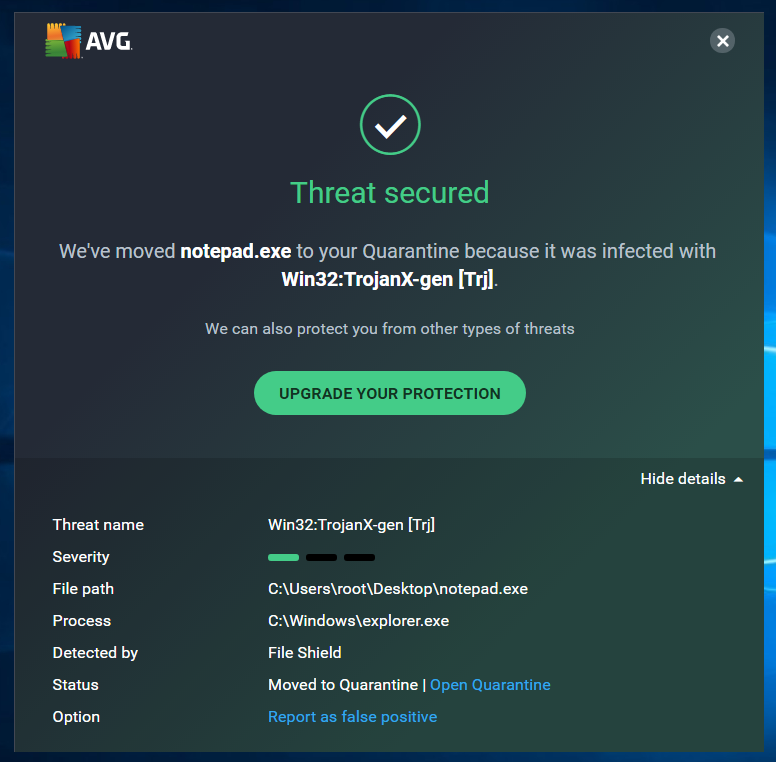 AVG
Threat secured
We've moved notepad.exe to your Quarantine because it was infected with
Win32:TrojanX-gen [Trj].
We can also protect you from other types of threats
UPGRADE YOUR PROTECTION
Hide details
Threat name Win32:TrojanX-gen [Trj]
Severity
File path C:\Users\root\Desktop\notepad.exe
Process C:\Windows\explorer.exe
Detected by File Shield
Status Moved to Quarantine | Open Quarantine
Option Report as false positive